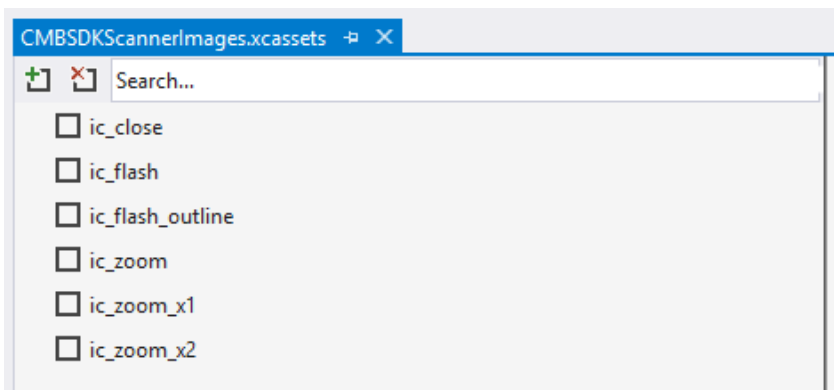 CMBSDKScannerImages.xcassets
Search...
ic_close
ic_flash
ic_flash_outline
ic_zoom
ic_zoom_x1
ic_zoom_x2